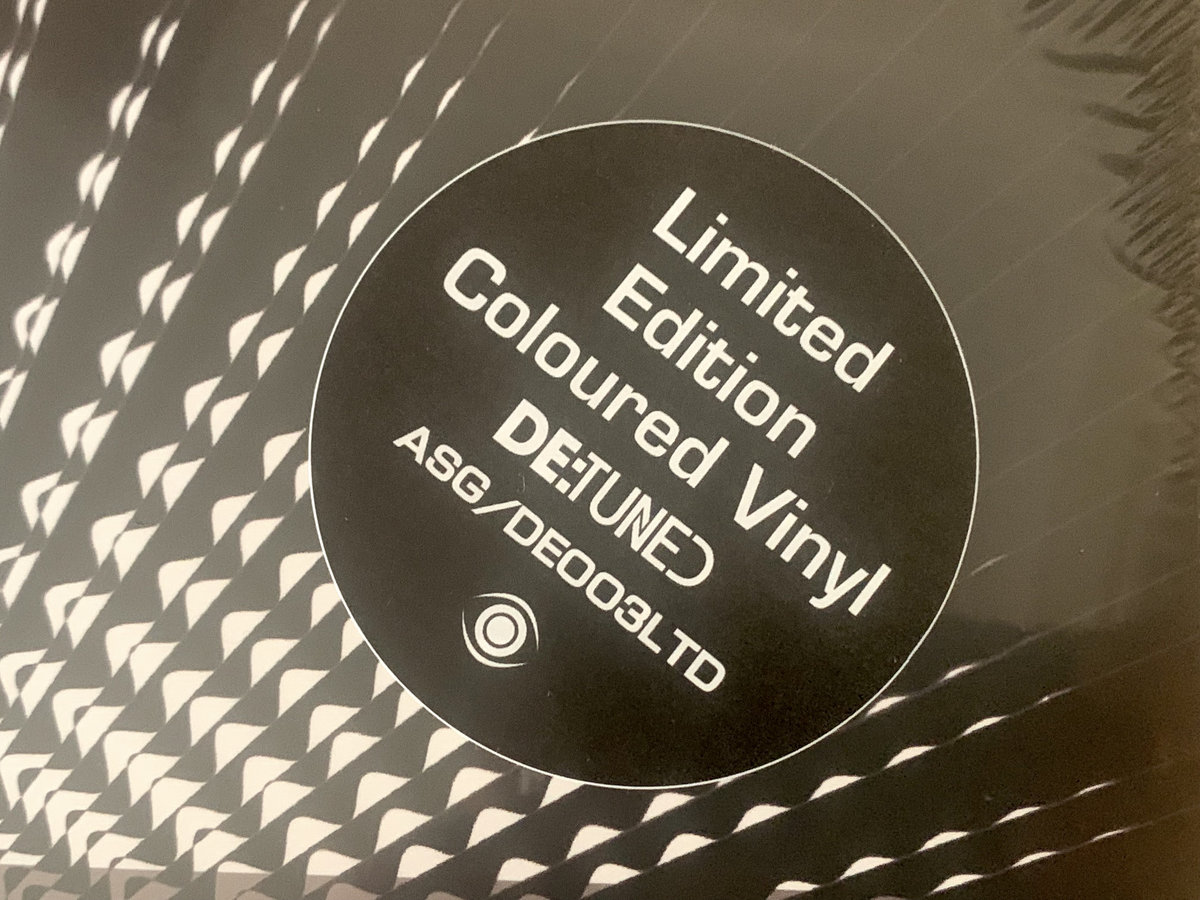 Limited
Edition
Coloured Vinyl
DE:TUNED
ASG/DE003LTD